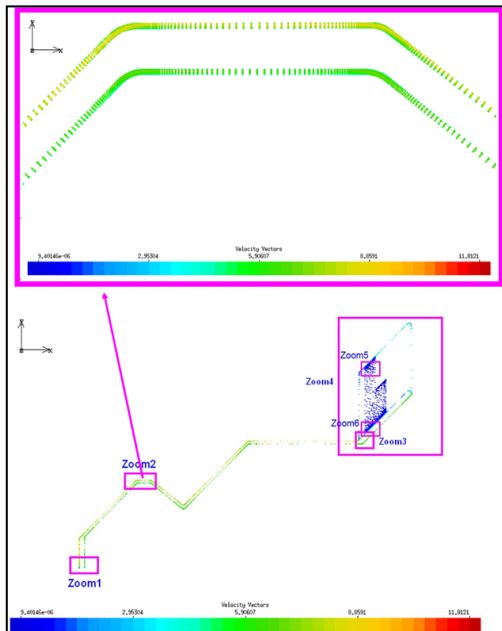 Y
X
Velocity Vectors
9.40146e-06 2.95304 5.90607 8.8591 11.8121
Y
X
Zoom5
Zoom4
Zoom6
Zoom3
Zoom2
Zoom1
Velocity Vectors
9.40146e-06 2.95304 5.90607 8.8591 11.8121